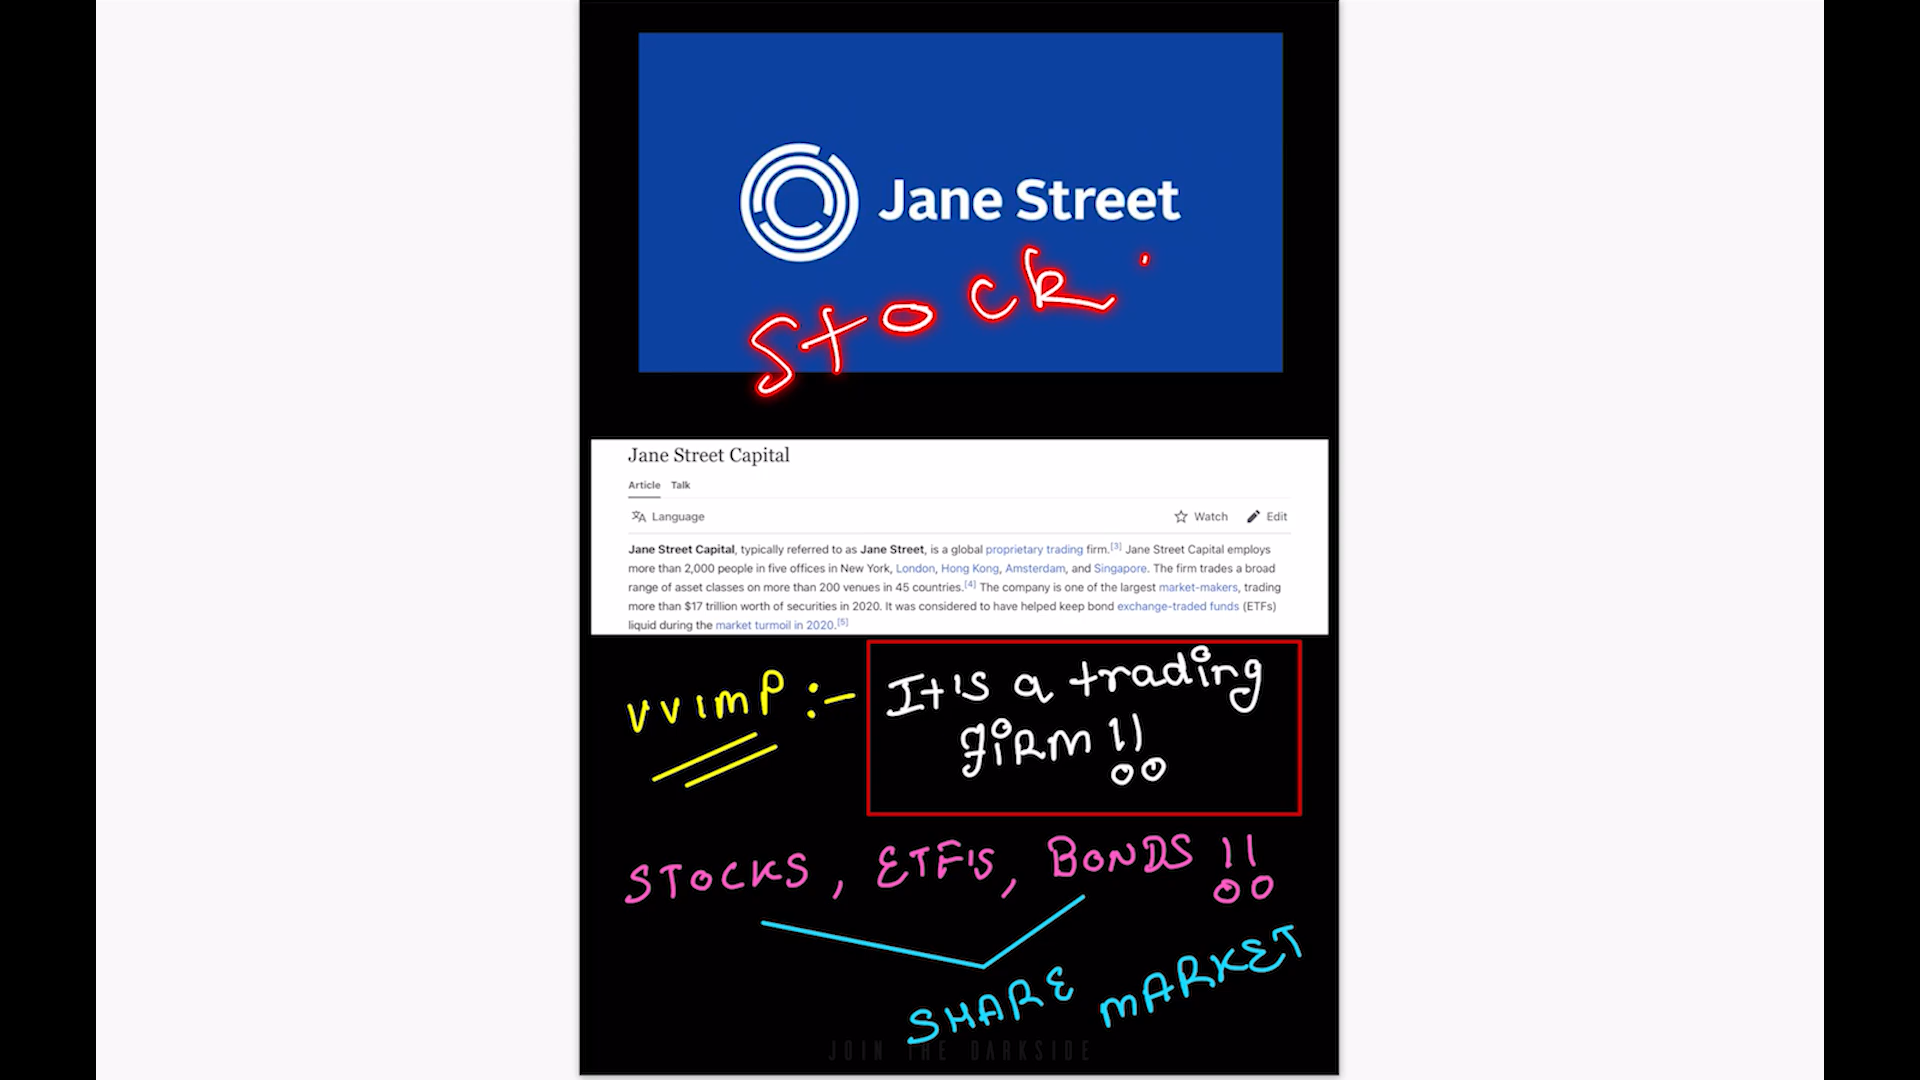 Jane Street
Stock
Jane Street Capital
Article Talk
Language Watch Edit
Jane Street Capital, typically referred to as Jane Street, is a global proprietary trading firm.[3] Jane Street Capital employs
more than 2,000 people in five offices in New York, London, Hong Kong, Amsterdam, and Singapore. The firm trades a broad
range of asset classes on more than 200 venues in 45 countries.[4] The company is one of the largest market-makers, trading
more than $17 trillion worth of securities in 2020. It was considered to have helped keep bond exchange-traded funds (ETFs)
liquid during the market turmoil in 2020.[5]
VVIMP :-
It's a trading
FIRM !!
STOCKS, ETF'S, BONDS !!
SHARE MARKET
JOIN THE DARKSIDE